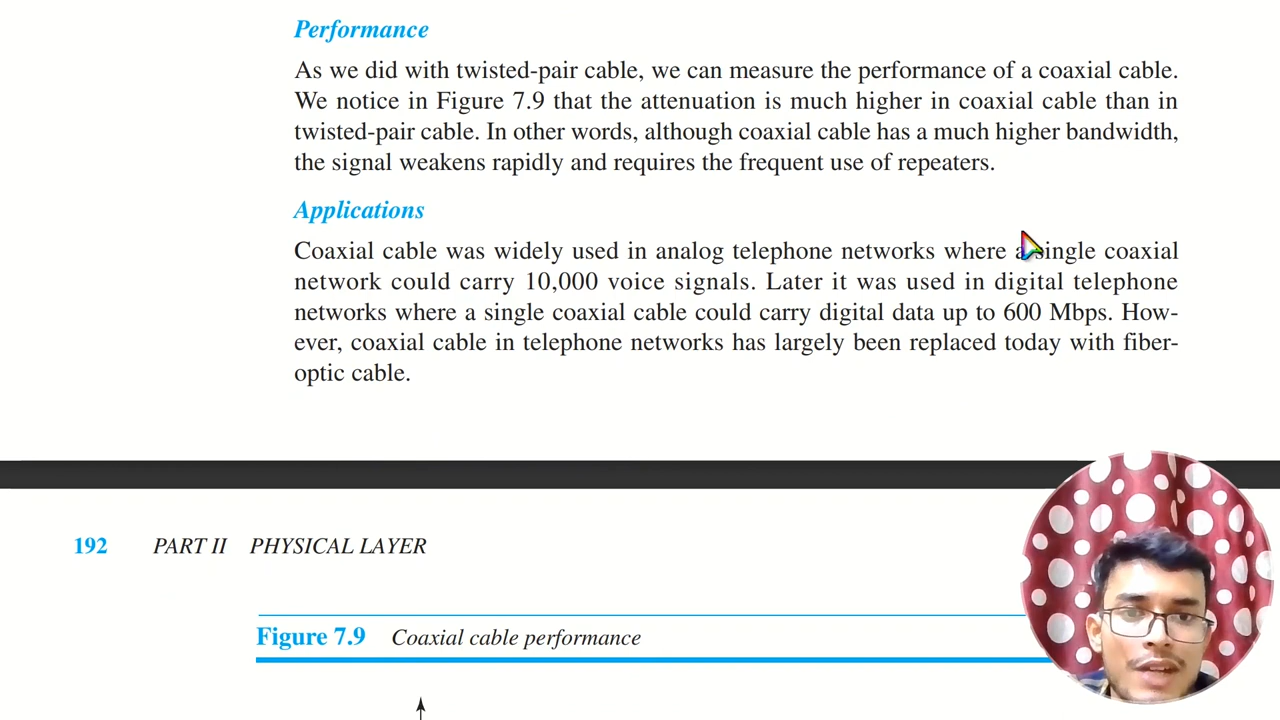 Performance
As we did with twisted-pair cable, we can measure the performance of a coaxial cable.
We notice in Figure 7.9 that the attenuation is much higher in coaxial cable than in
twisted-pair cable. In other words, although coaxial cable has a much higher bandwidth,
the signal weakens rapidly and requires the frequent use of repeaters.
Applications
Coaxial cable was widely used in analog telephone networks where a single coaxial
network could carry 10,000 voice signals. Later it was used in digital telephone
networks where a single coaxial cable could carry digital data up to 600 Mbps. How-
ever, coaxial cable in telephone networks has largely been replaced today with fiber-
optic cable.
192 PART II PHYSICAL LAYER
Figure 7.9 Coaxial cable performance